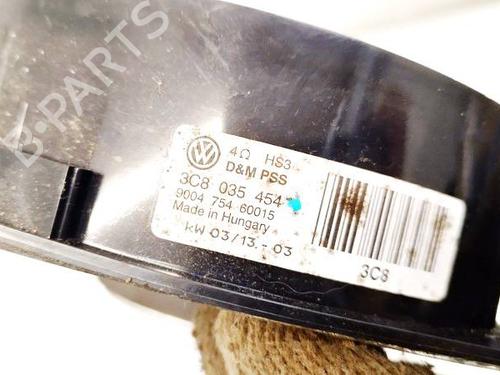 B-PARTS
4Ω HS3
D&M PSS
3C8 035 454
9004 754 60015
Made in Hungary
kW 03/13 - 03
3C8